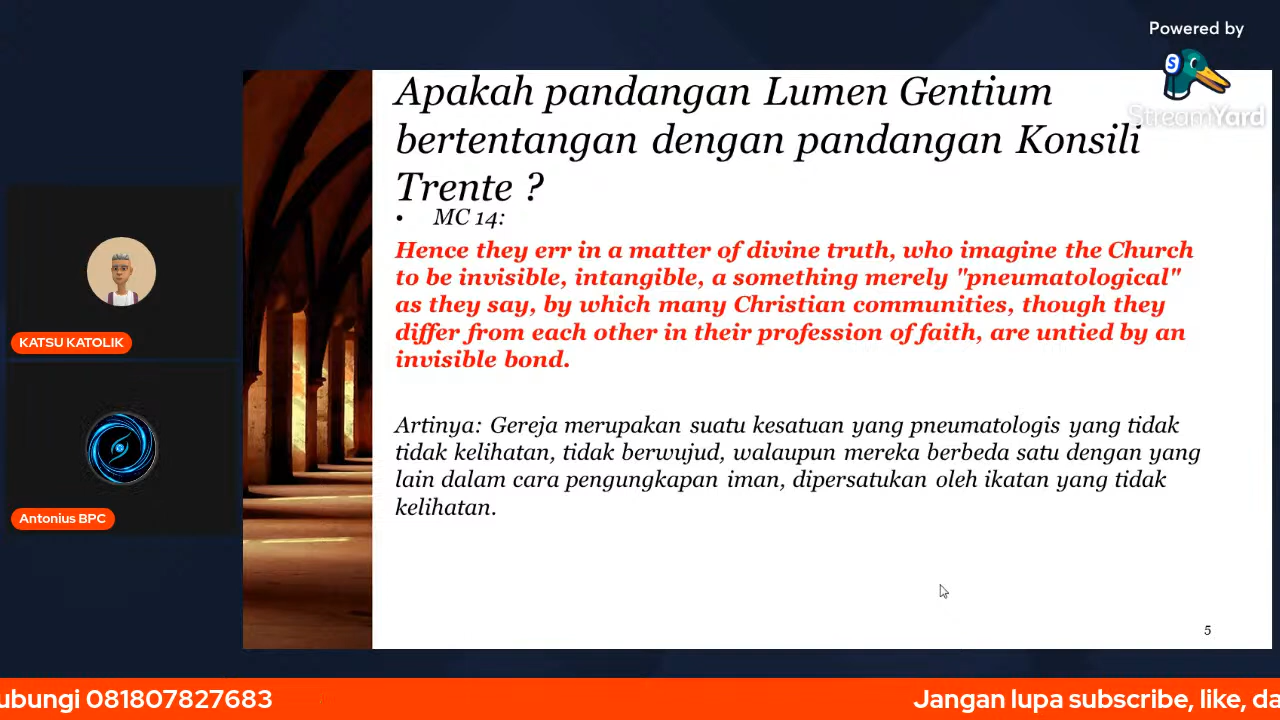 Powered by
StreamYard
Apakah pandangan Lumen Gentium
bertentangan dengan pandangan Konsili
Trente ?
• MC 14:
Hence they err in a matter of divine truth, who imagine the Church
to be invisible, intangible, a something merely "pneumatological"
as they say, by which many Christian communities, though they
differ from each other in their profession of faith, are untied by an
invisible bond.
Artinya: Gereja merupakan suatu kesatuan yang pneumatologis yang tidak
tidak kelihatan, tidak berwujud, walaupun mereka berbeda satu dengan yang
lain dalam cara pengungkapan iman, dipersatukan oleh ikatan yang tidak
kelihatan.
5
KATSU KATOLIK
Antonius BPC
ubungi 081807827683
Jangan lupa subscribe, like, da